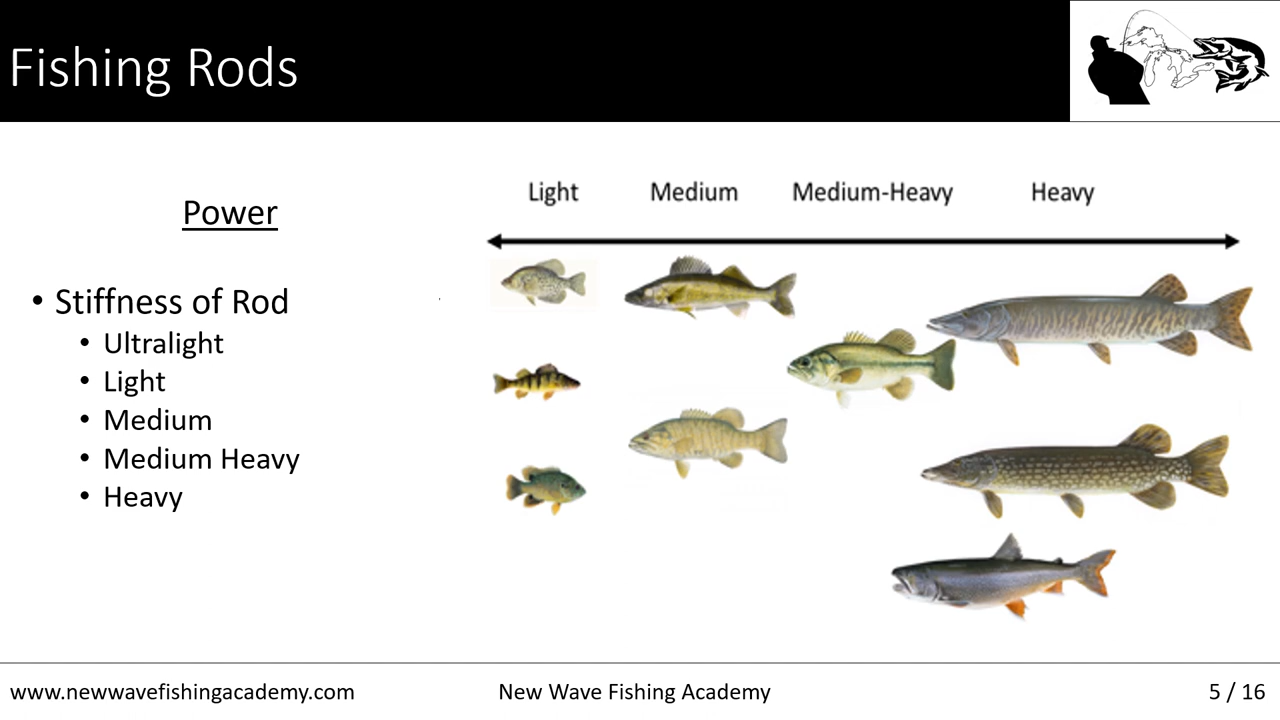 Fishing Rods
Power
• Stiffness of Rod
• Ultralight
• Light
• Medium
• Medium Heavy
• Heavy
Light Medium Medium-Heavy Heavy
www.newwavefishingacademy.com New Wave Fishing Academy 5 / 16